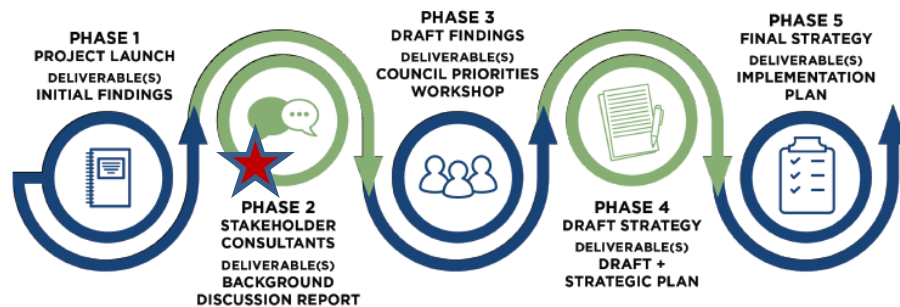 PHASE 1
PROJECT LAUNCH
DELIVERABLE(S)
INITIAL FINDINGS
PHASE 2
STAKEHOLDER
CONSULTANTS
DELIVERABLE(S)
BACKGROUND
DISCUSSION REPORT
PHASE 3
DRAFT FINDINGS
DELIVERABLE(S)
COUNCIL PRIORITIES
WORKSHOP
PHASE 4
DRAFT STRATEGY
DELIVERABLE(S)
DRAFT +
STRATEGIC PLAN
PHASE 5
FINAL STRATEGY
DELIVERABLE(S)
IMPLEMENTATION
PLAN